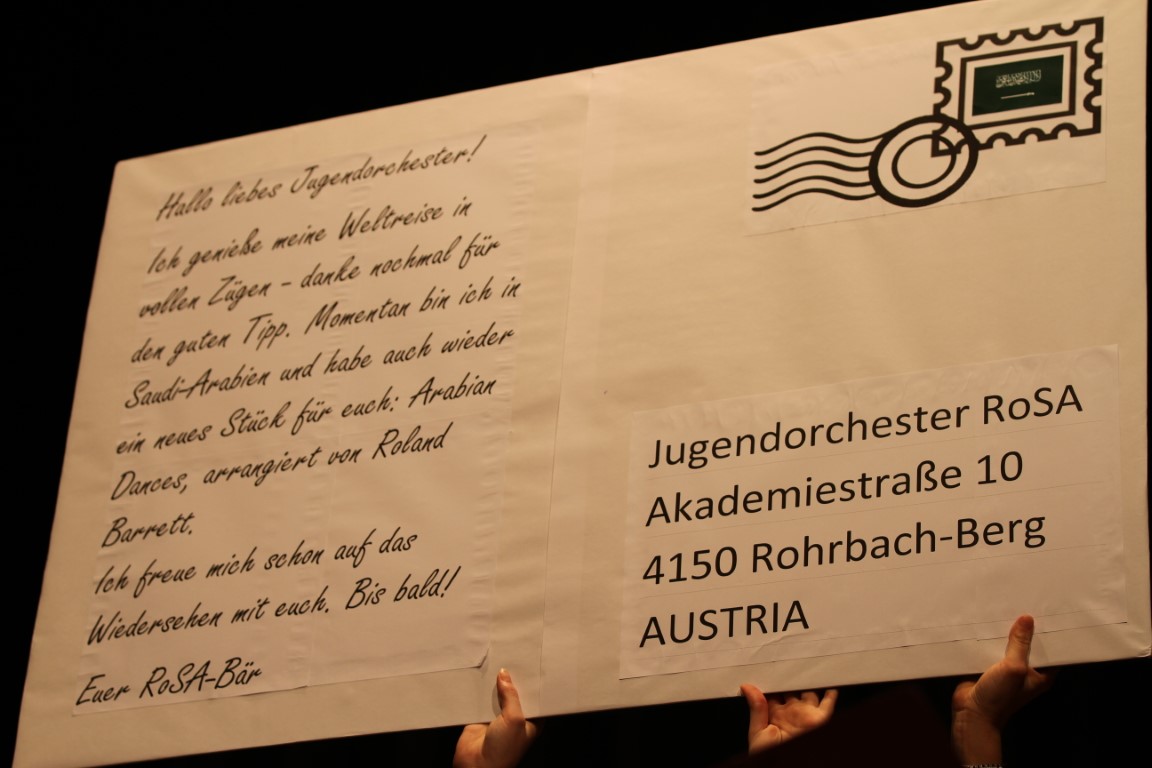 Hallo liebes Jugendorchester!
Ich genieße meine Weltreise in
vollen Zügen – danke nochmal für
den guten Tipp. Momentan bin ich in
Saudi-Arabien und habe auch wieder
ein neues Stück für euch: Arabian
Dances, arrangiert von Roland
Barrett.
Ich freue mich schon auf das
Wiedersehen mit euch. Bis bald!
Euer RoSA-Bär
Jugendorchester RoSA
Akademiestraße 10
4150 Rohrbach-Berg
AUSTRIA